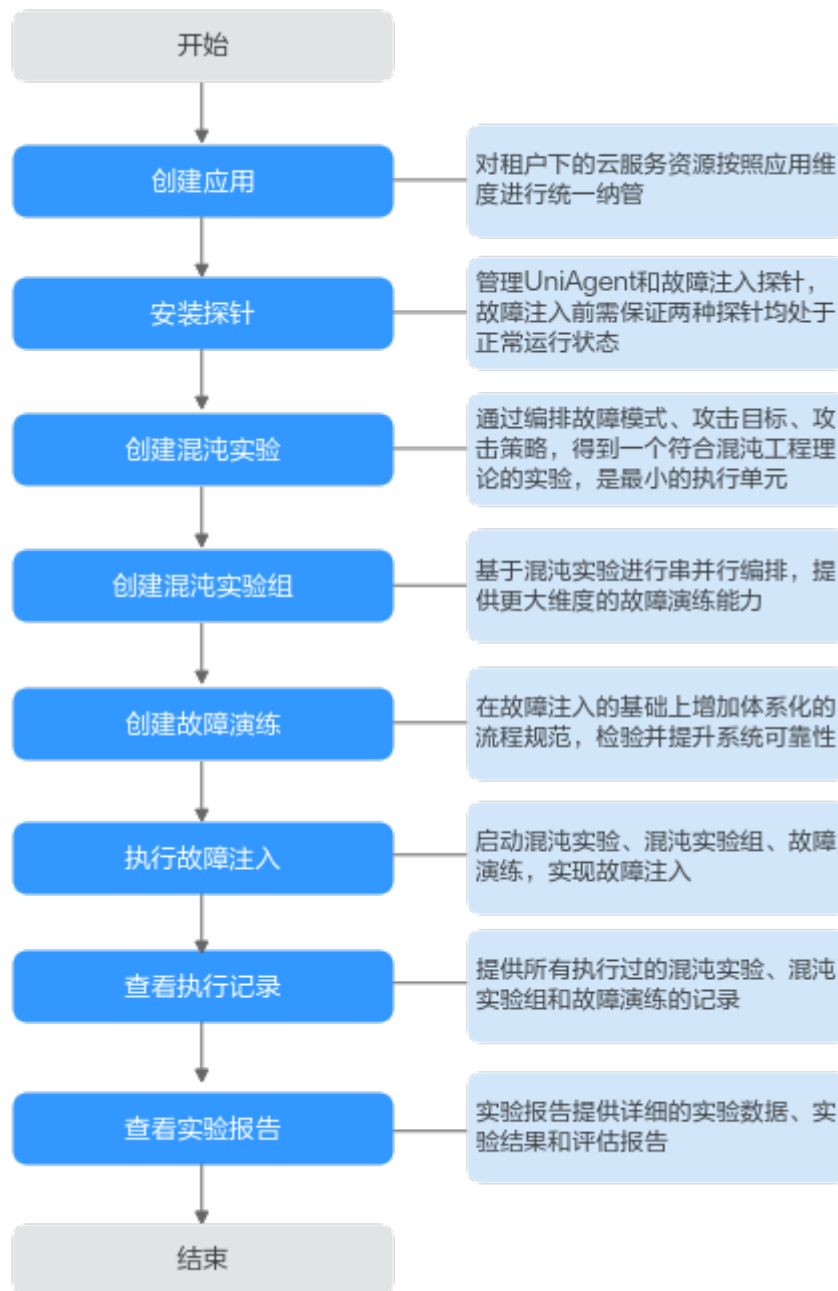 开始
创建应用
对租户下的云服务资源按照应用维
度进行统一纳管
安装探针
管理UniAgent和故障注入探针，
故障注入前需保证两种探针均处于
正常运行状态
创建混沌实验
通过编排故障模式、攻击目标、攻
击策略，得到一个符合混沌工程理
论的实验，是最小的执行单元
创建混沌实验组
基于混沌实验进行串并行编排，提
供更大维度的故障演练能力
创建故障演练
在故障注入的基础上增加体系化的
流程规范，检验并提升系统可靠性
执行故障注入
启动混沌实验、混沌实验组、故障
演练，实现故障注入
查看执行记录
提供所有执行过的混沌实验、混沌
实验组和故障演练的记录
查看实验报告
实验报告提供详细的实验数据、实
验结果和评估报告
结束